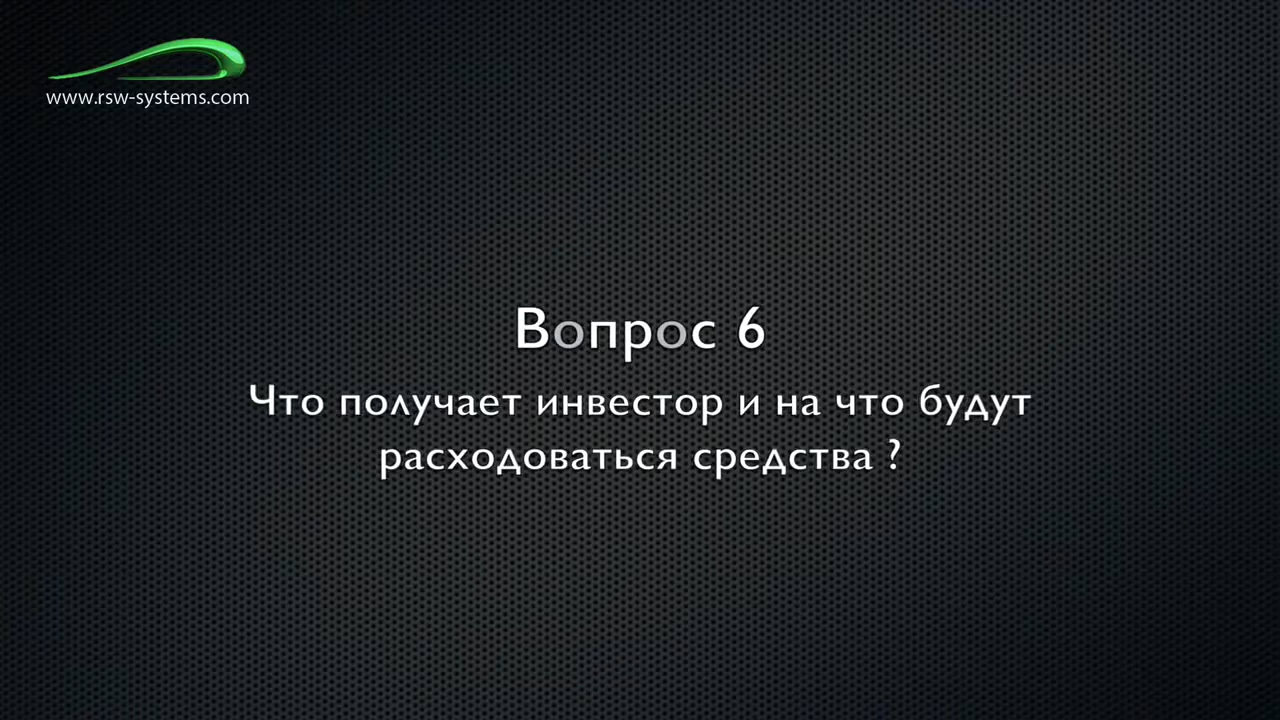 www.rsw-systems.com
Вопрос 6
Что получает инвестор и на что будут
расходоваться средства ?